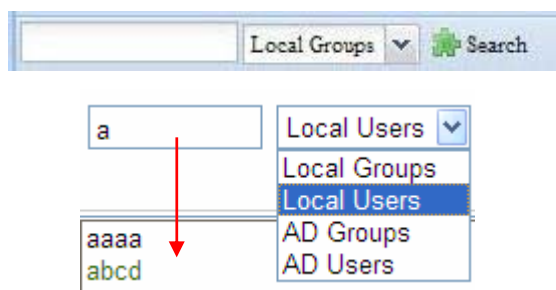 Local Groups Search
a Local Users
Local Groups
Local Users
AD Groups
AD Users
aaaa
abcd